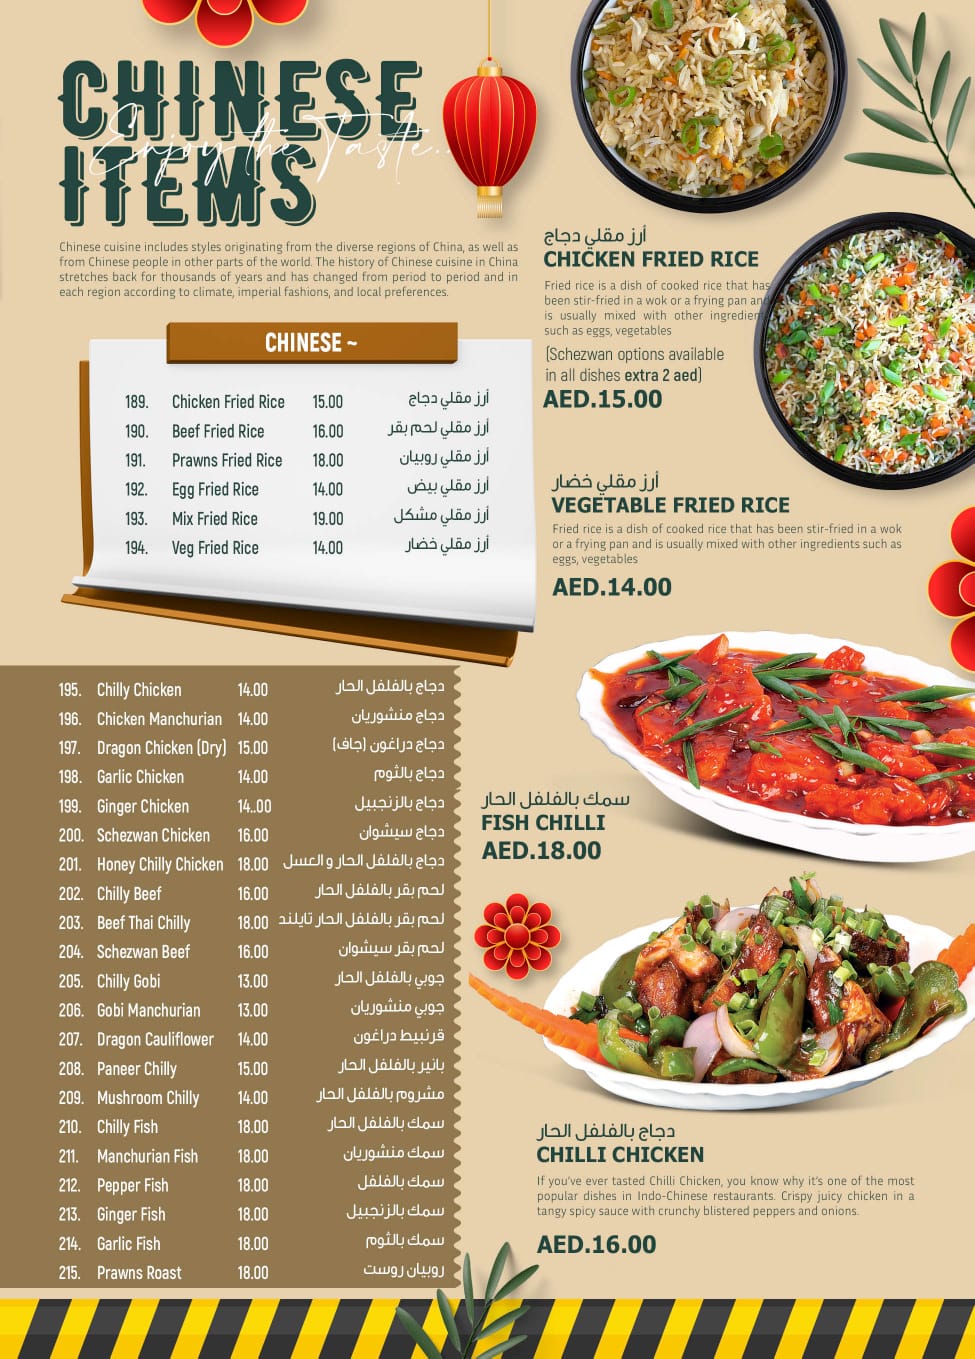 CHINESE
ITEMS
Enjoy the Taste..
Chinese cuisine includes styles originating from the diverse regions of China, as well as
from Chinese people in other parts of the world. The history of Chinese cuisine in China
stretches back for thousands of years and has changed from period to period and in
each region according to climate, imperial fashions, and local preferences.
CHINESE ~
189. Chicken Fried Rice 15.00 أرز مقلي دجاج
190. Beef Fried Rice 16.00 أرز مقلي لحم بقر
191. Prawns Fried Rice 18.00 أرز مقلي روبيان
192. Egg Fried Rice 14.00 أرز مقلي بيض
193. Mix Fried Rice 19.00 أرز مقلي مشكل
194. Veg Fried Rice 14.00 أرز مقلي خضار
195. Chilly Chicken 14.00 دجاج بالفلفل الحار
196. Chicken Manchurian 14.00 دجاج منشوريان
197. Dragon Chicken (Dry) 15.00 دجاج دراغون (جاف)
198. Garlic Chicken 14.00 دجاج بالثوم
199. Ginger Chicken 14..00 دجاج بالزنجبيل
200. Schezwan Chicken 16.00 دجاج سيشوان
201. Honey Chilly Chicken 18.00 دجاج بالفلفل الحار و العسل
202. Chilly Beef 16.00 لحم بقر بالفلفل الحار
203. Beef Thai Chilly 18.00 لحم بقر بالفلفل الحار تايلند
204. Schezwan Beef 16.00 لحم بقر سيشوان
205. Chilly Gobi 13.00 جوبي بالفلفل الحار
206. Gobi Manchurian 13.00 جوبي منشوريان
207. Dragon Cauliflower 14.00 قرنبيط دراغون
208. Paneer Chilly 15.00 بانير بالفلفل الحار
209. Mushroom Chilly 14.00 مشروم بالفلفل الحار
210. Chilly Fish 18.00 سمك بالفلفل الحار
211. Manchurian Fish 18.00 سمك منشوريان
212. Pepper Fish 18.00 سمك بالفلفل
213. Ginger Fish 18.00 سمك بالزنجبيل
214. Garlic Fish 18.00 سمك بالثوم
215. Prawns Roast 18.00 روبيان روست
أرز مقلي دجاج
CHICKEN FRIED RICE
Fried rice is a dish of cooked rice that has
been stir-fried in a wok or a frying pan and
is usually mixed with other ingredient
such as eggs, vegetables
(Schezwan options available
in all dishes extra 2 aed)
AED.15.00
أرز مقلي خضار
VEGETABLE FRIED RICE
Fried rice is a dish of cooked rice that has been stir-fried in a wok
or a frying pan and is usually mixed with other ingredients such as
eggs, vegetables
AED.14.00
سمك بالفلفل الحار
FISH CHILLI
AED.18.00
دجاج بالفلفل الحار
CHILLI CHICKEN
If you've ever tasted Chilli Chicken, you know why it's one of the most
popular dishes in Indo-Chinese restaurants. Crispy juicy chicken in a
tangy spicy sauce with crunchy blistered peppers and onions.
AED.16.00